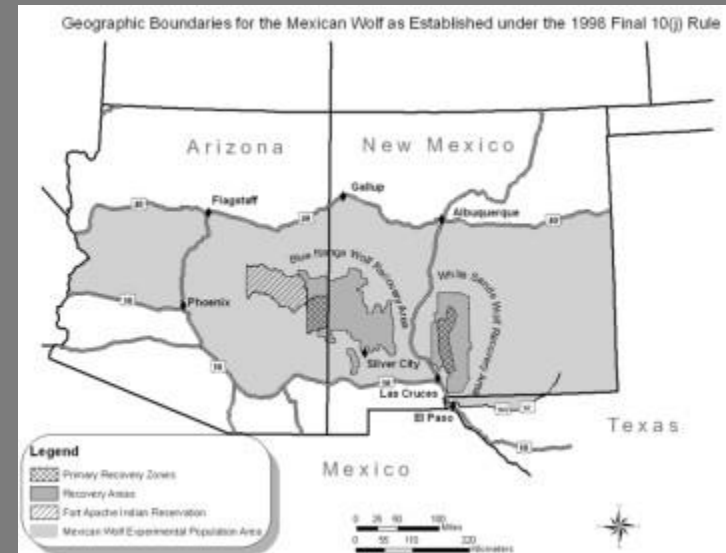 Geographic Boundaries for the Mexican Wolf as Established under the 1998 Final 10(j) Rule
Arizona
New Mexico
Gallup
Flagstaff
Albuquerque
Blue Range Wolf Recovery Area
White Sands Wolf Recovery Area
Phoenix
Silver City
Las Cruces
El Paso
Texas
Mexico
Legend
Primary Recovery Zones
Recovery Areas
Fort Apache Indian Reservation
Mexican Wolf Experimental Population Area
Miles
Kilometers